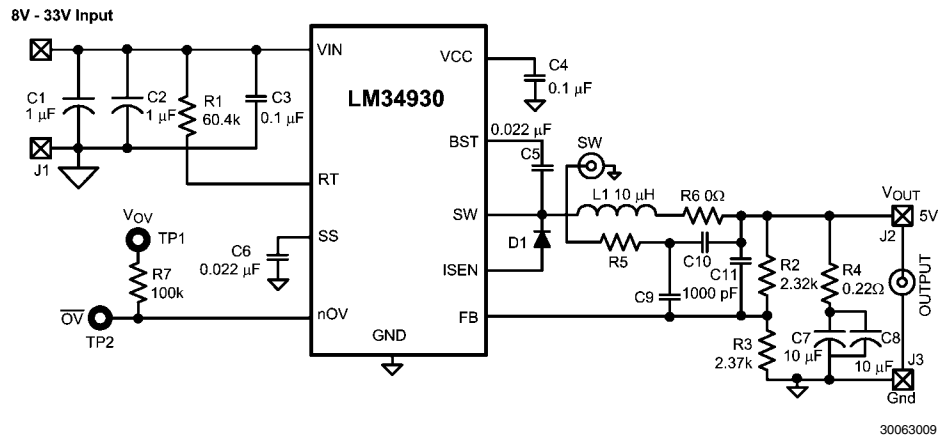 8V - 33V Input
VIN
VCC
C4
0.1 µF
LM34930
C1
1 µF
C2
1 µF
R1
60.4k
C3
0.1 µF
J1
BST
0.022 µF
C5
SW
RT
SW
L1 10 µH
R6 0Ω
VOUT
5V
J2
D1
VOV
TP1
SS
C6
0.022 µF
ISEN
R5
C10
C11
1000 pF
C9
R2
2.32k
R4
0.22Ω
OUTPUT
R7
100k
OV
TP2
nOV
FB
GND
R3
2.37k
C7
10 µF
C8
10 µF
J3
Gnd
30063009